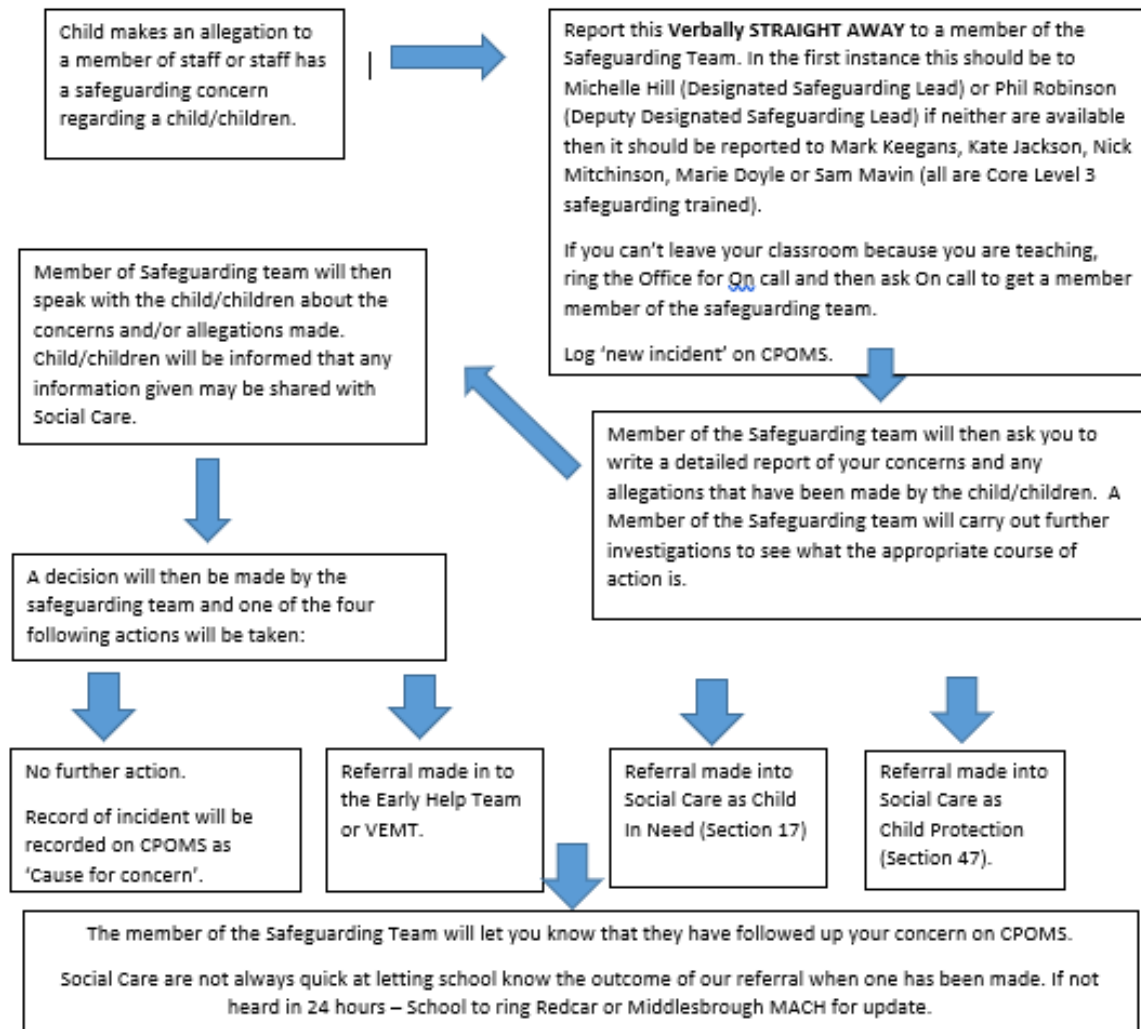 Child makes an allegation to
a member of staff or staff has
a safeguarding concern
regarding a child/children.
Report this Verbally STRAIGHT AWAY to a member of the
Safeguarding Team. In the first instance this should be to
Michelle Hill (Designated Safeguarding Lead) or Phil Robinson
(Deputy Designated Safeguarding Lead) if neither are available
then it should be reported to Mark Keegans, Kate Jackson, Nick
Mitchinson, Marie Doyle or Sam Mavin (all are Core Level 3
safeguarding trained).
If you can't leave your classroom because you are teaching,
ring the Office for On call and then ask On call to get a member
member of the safeguarding team.
Log ‘new incident’ on CPOMS.
Member of the Safeguarding team will then ask you to
write a detailed report of your concerns and any
allegations that have been made by the child/children. A
Member of the Safeguarding team will carry out further
investigations to see what the appropriate course of
action is.
Member of Safeguarding team will then
speak with the child/children about the
concerns and/or allegations made.
Child/children will be informed that any
information given may be shared with
Social Care.
A decision will then be made by the
safeguarding team and one of the four
following actions will be taken:
No further action.
Record of incident will be
recorded on CPOMS as
‘Cause for concern’.
Referral made in to
the Early Help Team
or VEMT.
Referral made into
Social Care as Child
In Need (Section 17)
Referral made into
Social Care as
Child Protection
(Section 47).
The member of the Safeguarding Team will let you know that they have followed up your concern on CPOMS.
Social Care are not always quick at letting school know the outcome of our referral when one has been made. If not
heard in 24 hours – School to ring Redcar or Middlesbrough MACH for update.